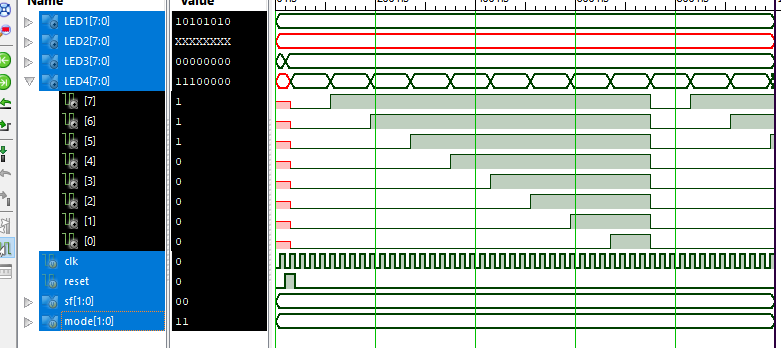 Name Value
LED1[7:0] 10101010
LED2[7:0] XXXXXXXX
LED3[7:0] 00000000
LED4[7:0] 11100000
[7] 1
[6] 1
[5] 1
[4] 0
[3] 0
[2] 0
[1] 0
[0] 0
clk 0
reset 0
sf[1:0] 00
mode[1:0] 11